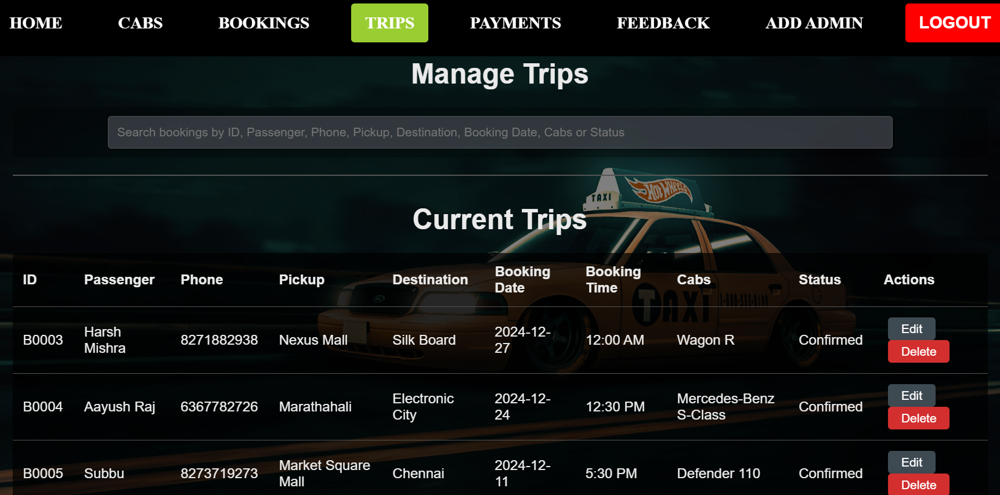 HOME CABS BOOKINGS TRIPS PAYMENTS FEEDBACK ADD ADMIN LOGOUT
Manage Trips
Search bookings by ID, Passenger, Phone, Pickup, Destination, Booking Date, Cabs or Status
HOT WHEELS
TAXI
Current Trips
ID Passenger Phone Pickup Destination Booking Date Booking Time Cabs Status Actions
TAXI
B0003 Harsh Mishra 8271882938 Nexus Mall Silk Board 2024-12-27 12:00 AM Wagon R Confirmed Edit Delete
B0004 Aayush Raj 6367782726 Marathahali Electronic City 2024-12-24 12:30 PM Mercedes-Benz S-Class Confirmed Edit Delete
B0005 Subbu 8273719273 Market Square Mall Chennai 2024-12-11 5:30 PM Defender 110 Confirmed Edit Delete